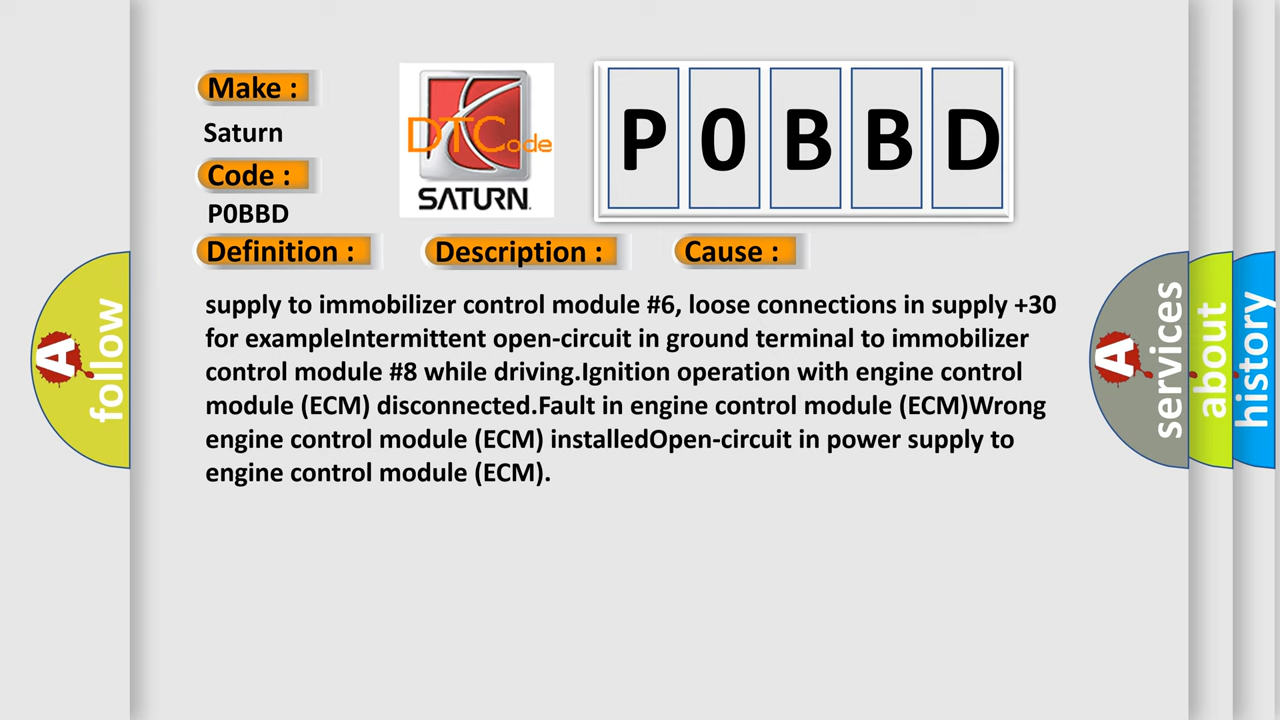 Make :
Saturn
Code :
P0BBD
DTCode
SATURN
P 0 B B D
Definition :
Description :
Cause :
supply to immobilizer control module #6, loose connections in supply +30
for exampleIntermittent open-circuit in ground terminal to immobilizer
control module #8 while driving.Ignition operation with engine control
module (ECM) disconnected.Fault in engine control module (ECM)Wrong
engine control module (ECM) installedOpen-circuit in power supply to
engine control module (ECM).
A
follow
A
services
about
history